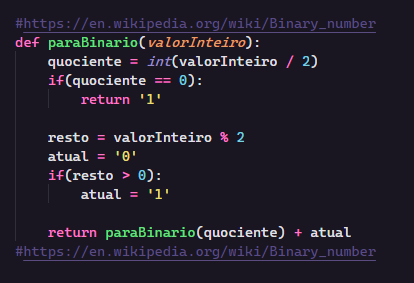 #https://en.wikipedia.org/wiki/Binary_number
def paraBinario(valorInteiro):
    quociente = int(valorInteiro / 2)
    if(quociente == 0):
        return '1'

    resto = valorInteiro % 2
    atual = '0'
    if(resto > 0):
        atual = '1'

    return paraBinario(quociente) + atual
#https://en.wikipedia.org/wiki/Binary_number